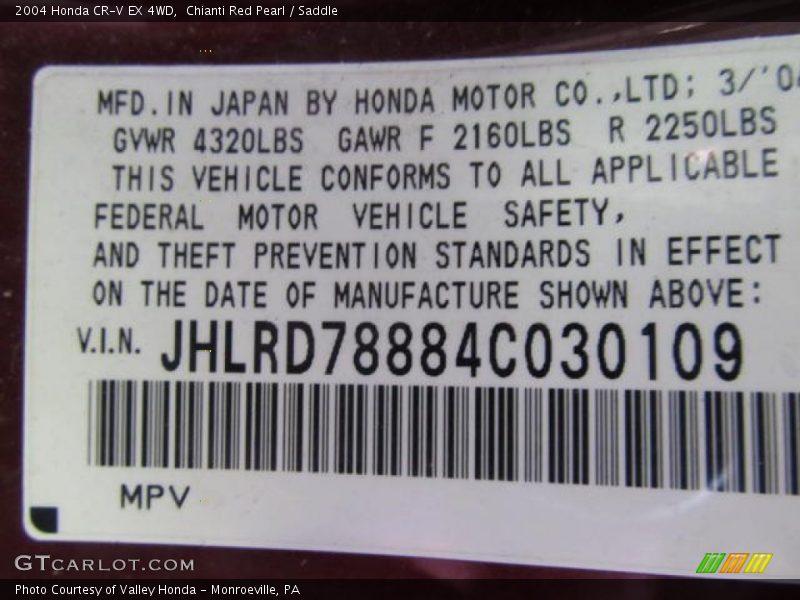 2004 Honda CR-V EX 4WD, Chianti Red Pearl / Saddle
MFD.IN JAPAN BY HONDA MOTOR CO.,LTD; 3/'04
GVWR 4320LBS GAWR F 2160LBS R 2250LBS
THIS VEHICLE CONFORMS TO ALL APPLICABLE
FEDERAL MOTOR VEHICLE SAFETY,
AND THEFT PREVENTION STANDARDS IN EFFECT
ON THE DATE OF MANUFACTURE SHOWN ABOVE:
V.I.N. JHLRD78884C030109
MPV
GTCARLOT.COM
Photo Courtesy of Valley Honda - Monroeville, PA